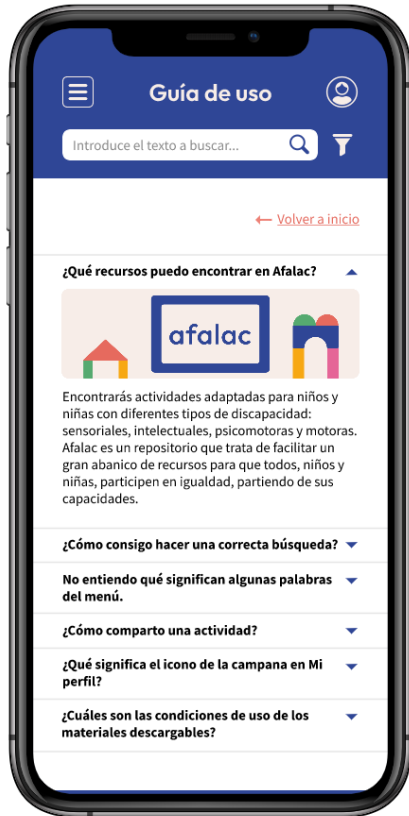 Guía de uso
Introduce el texto a buscar...
Volver a inicio
¿Qué recursos puedo encontrar en Afalac?
afalac
Encontrarás actividades adaptadas para niños y
niñas con diferentes tipos de discapacidad:
sensoriales, intelectuales, psicomotoras y motoras.
Afalac es un repositorio que trata de facilitar un
gran abanico de recursos para que todos, niños y
niñas, participen en igualdad, partiendo de sus
capacidades.
¿Cómo consigo hacer una correcta búsqueda?
No entiendo qué significan algunas palabras
del menú.
¿Cómo comparto una actividad?
¿Qué significa el icono de la campana en Mi
perfil?
¿Cuáles son las condiciones de uso de los
materiales descargables?